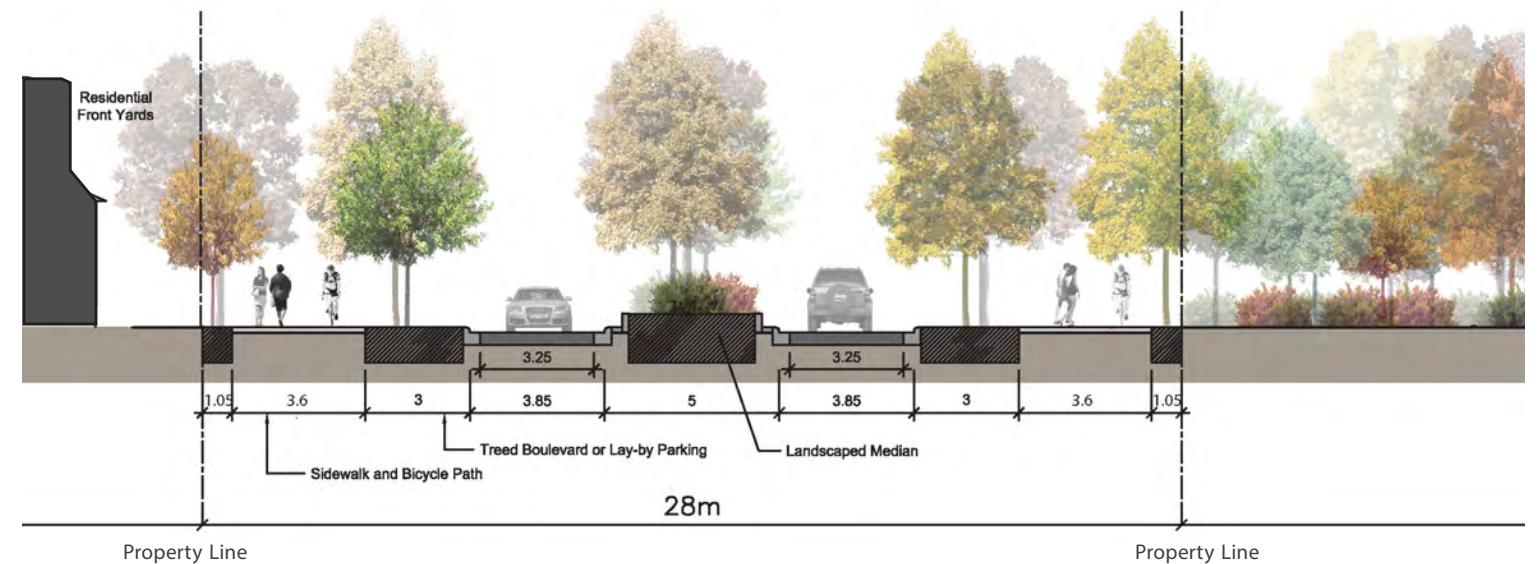 Residential
Front Yards
3.25
3.25
1.05
3.6
3
3.85
5
3.85
3
3.6
1.05
Treed Boulevard or Lay-by Parking
Landscaped Median
Sidewalk and Bicycle Path
28m
Property Line
Property Line